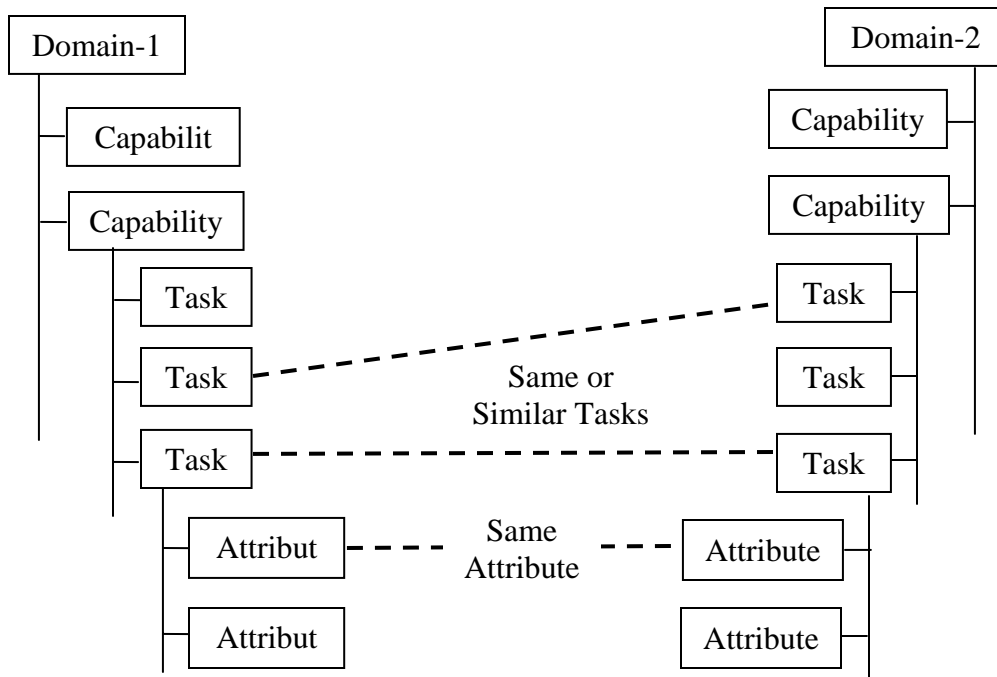 Domain-1
Domain-2
Capabilit
Capability
Capability
Capability
Task
Task
Task
Task
Same or
Similar Tasks
Task
Task
Task
Attribut
Same
Attribute
Attribute
Attribut
Attribute